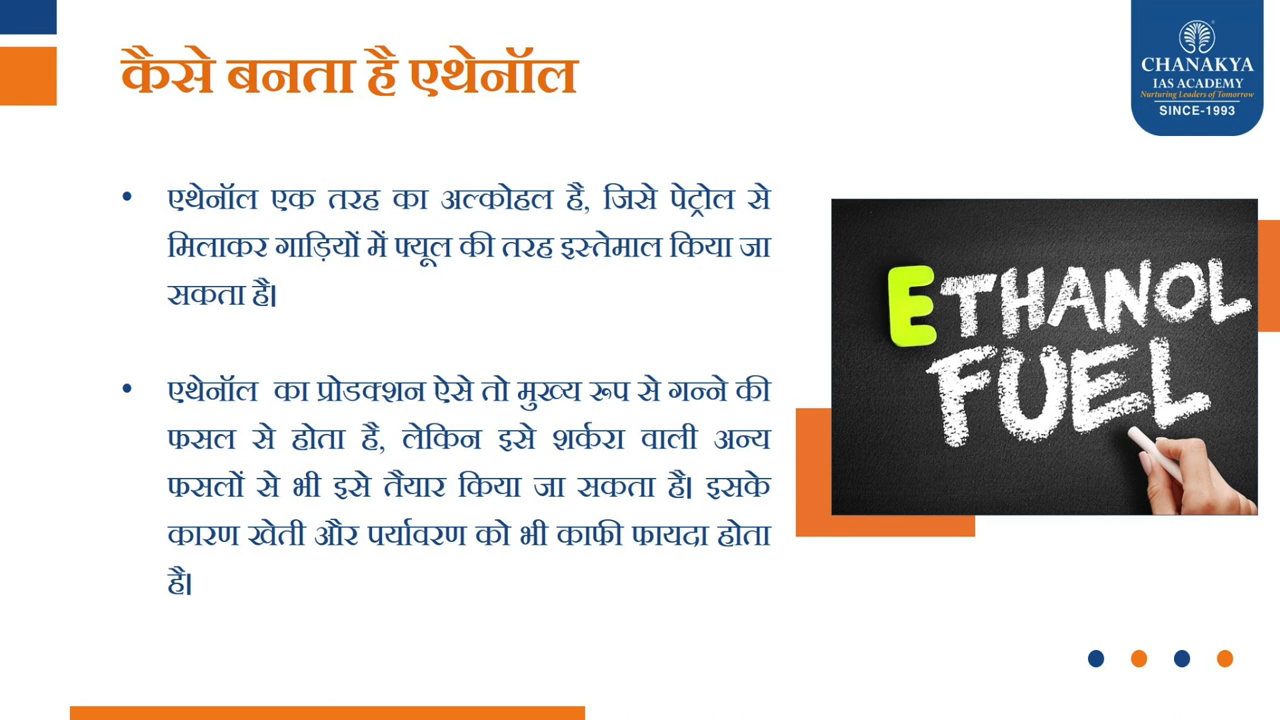 कैसे बनता है एथेनॉल
CHANAKYA
IAS ACADEMY
Nurturing Leaders of Tomorrow
SINCE-1993
• एथेनॉल एक तरह का अल्कोहल है, जिसे पेट्रोल से
मिलाकर गाड़ियों में फ्यूल की तरह इस्तेमाल किया जा
सकता है।
• एथेनॉल का प्रोडक्शन ऐसे तो मुख्य रूप से गन्ने की
फसल से होता है, लेकिन इसे शर्करा वाली अन्य
फसलों से भी इसे तैयार किया जा सकता है। इसके
कारण खेती और पर्यावरण को भी काफी फायदा होता
है।
ETHANOL
FUEL